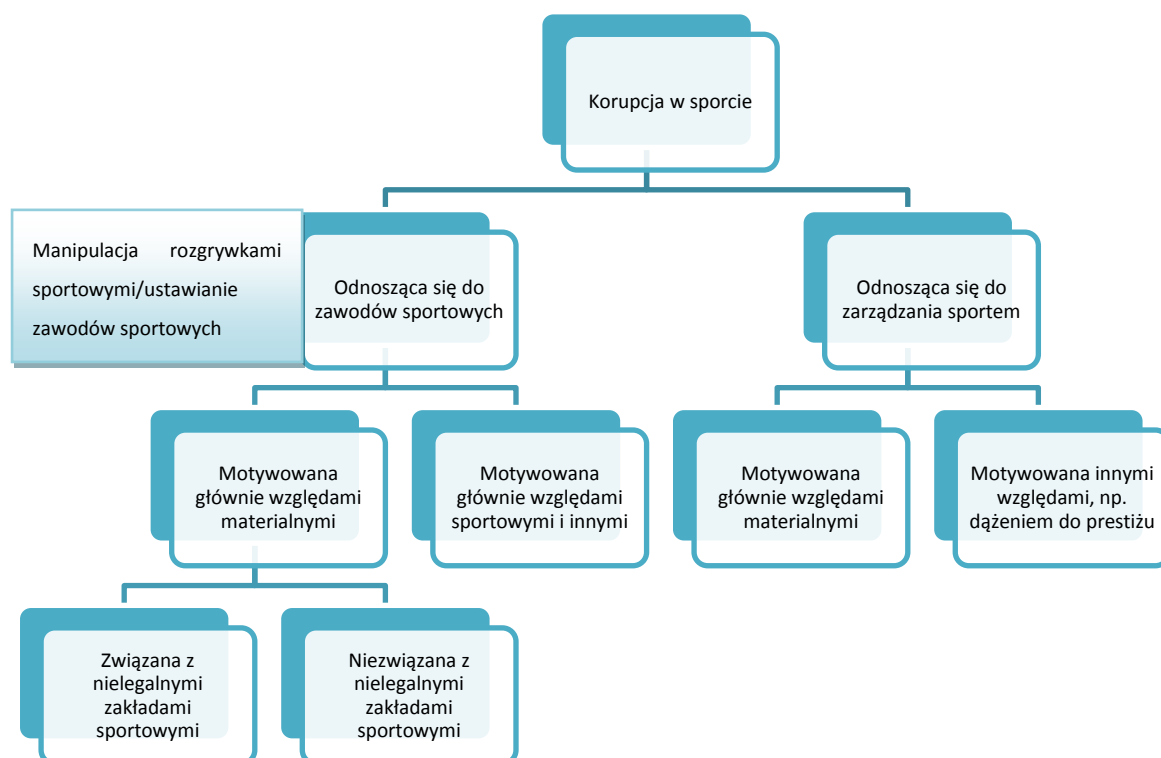 Korupcja w sporcie
Manipulacja rozgrywkami
sportowymi/ustawianie
zawodów sportowych
Odnosząca się do
zawodów sportowych
Odnosząca się do
zarządzania sportem
Motywowana
głównie względami
materialnymi
Motywowana
głównie względami
sportowymi i innymi
Motywowana
głównie względami
materialnymi
Motywowana innymi
względami, np.
dążeniem do prestiżu
Związana z
nielegalnymi
zakładami
sportowymi
Niezwiązana z
nielegalnymi
zakładami
sportowymi